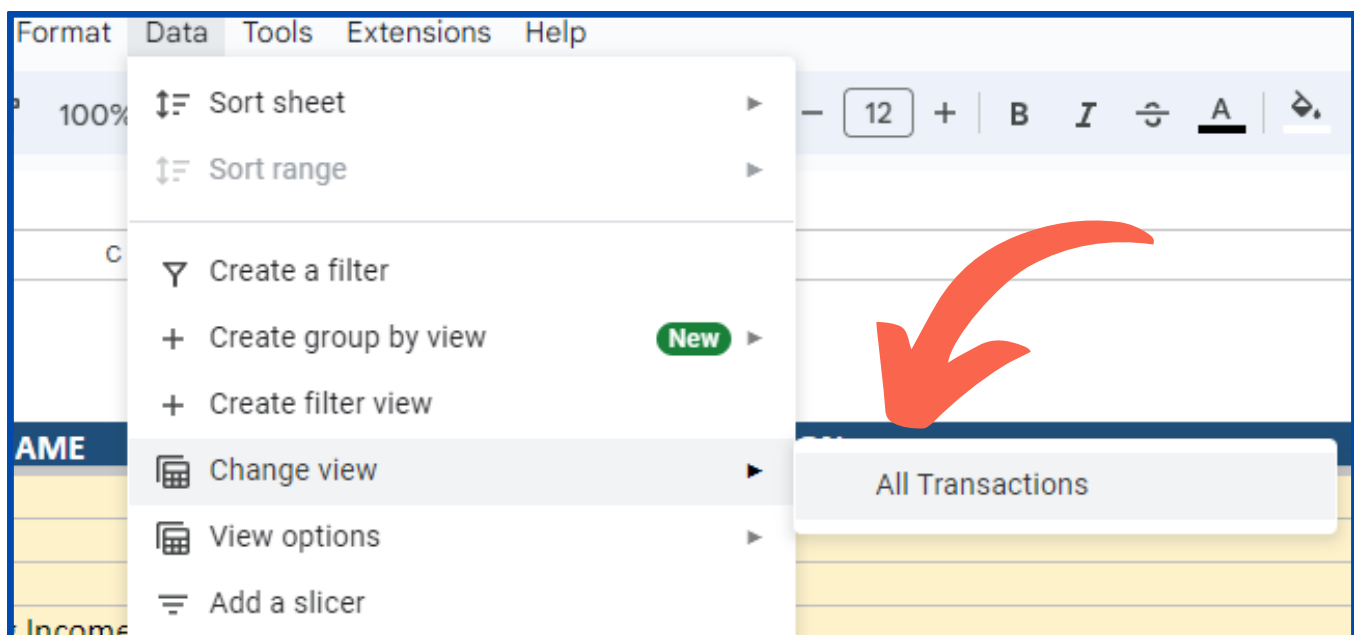 Format Data Tools Extensions Help
100% Sort sheet 12 B I S A
Sort range
C
Create a filter
Create group by view New
Create filter view
AME
Change view
All Transactions
View options
Add a slicer
Income